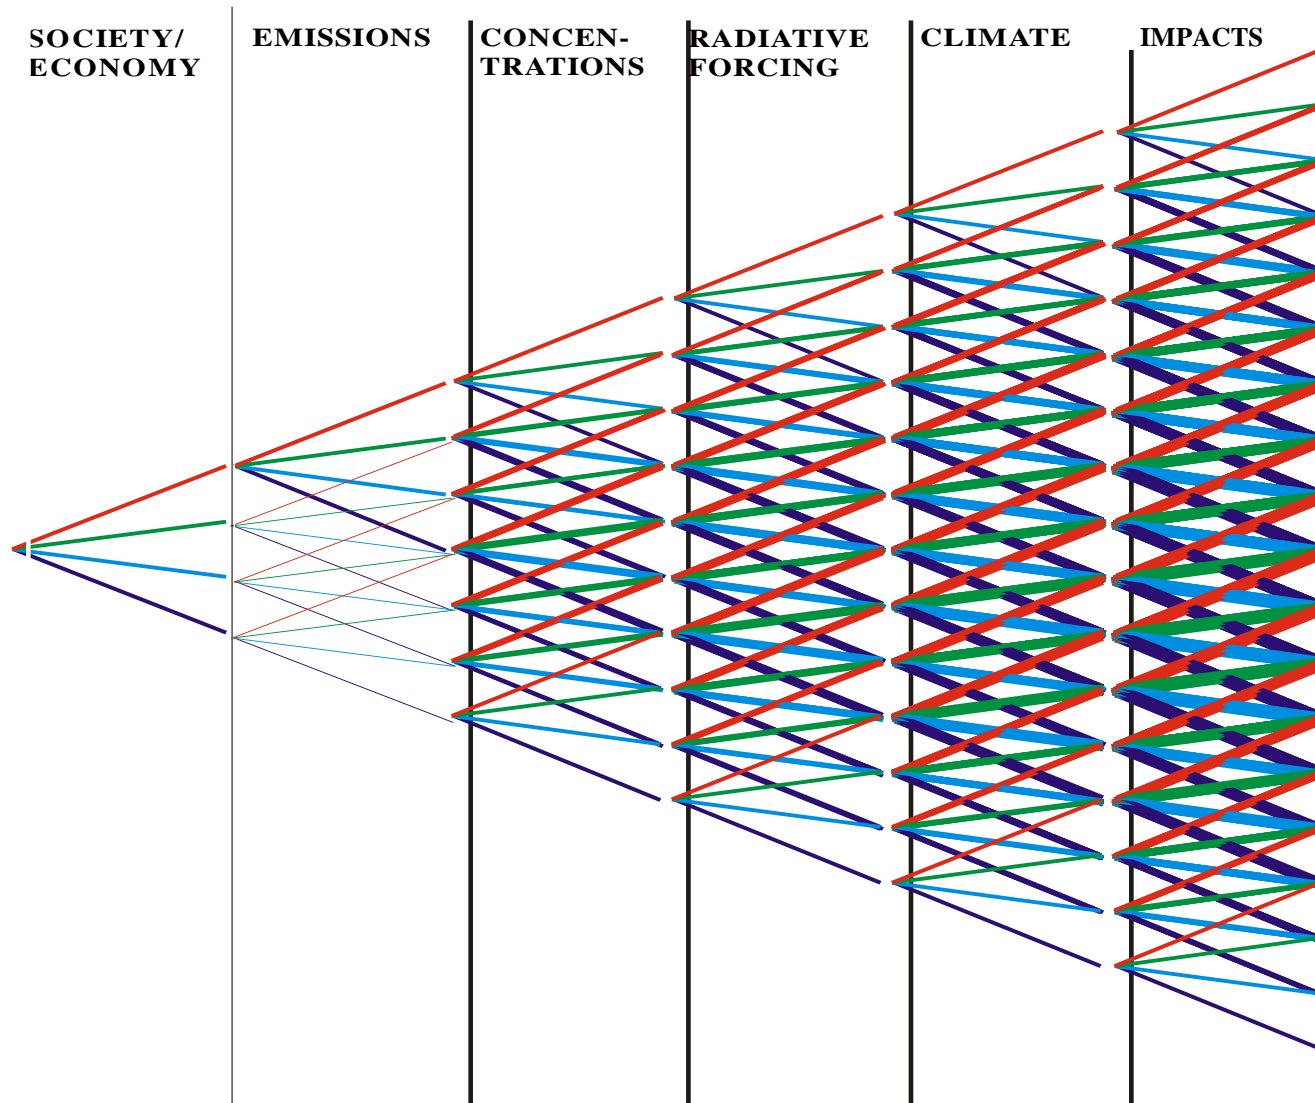 SOCIETY/
ECONOMY
EMISSIONS
CONCEN-
TRATIONS
RADIATIVE
FORCING
CLIMATE
IMPACTS